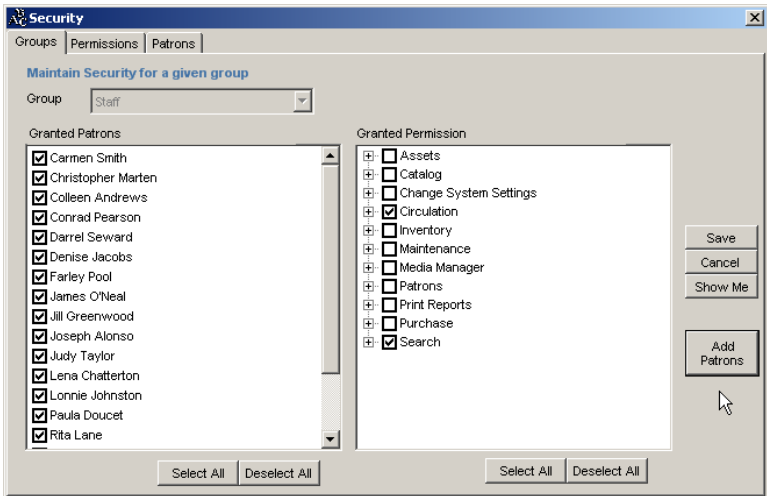 Security
Groups Permissions Patrons
Maintain Security for a given group
Group Staff
Granted Patrons
Carmen Smith
Christopher Marten
Colleen Andrews
Conrad Pearson
Darrel Seward
Denise Jacobs
Farley Pool
James O'Neal
Jill Greenwood
Joseph Alonso
Judy Taylor
Lena Chatterton
Lonnie Johnston
Paula Doucet
Rita Lane
Select All Deselect All
Granted Permission
Assets
Catalog
Change System Settings
Circulation
Inventory
Maintenance
Media Manager
Patrons
Print Reports
Purchase
Search
Select All Deselect All
Save
Cancel
Show Me
Add
Patrons